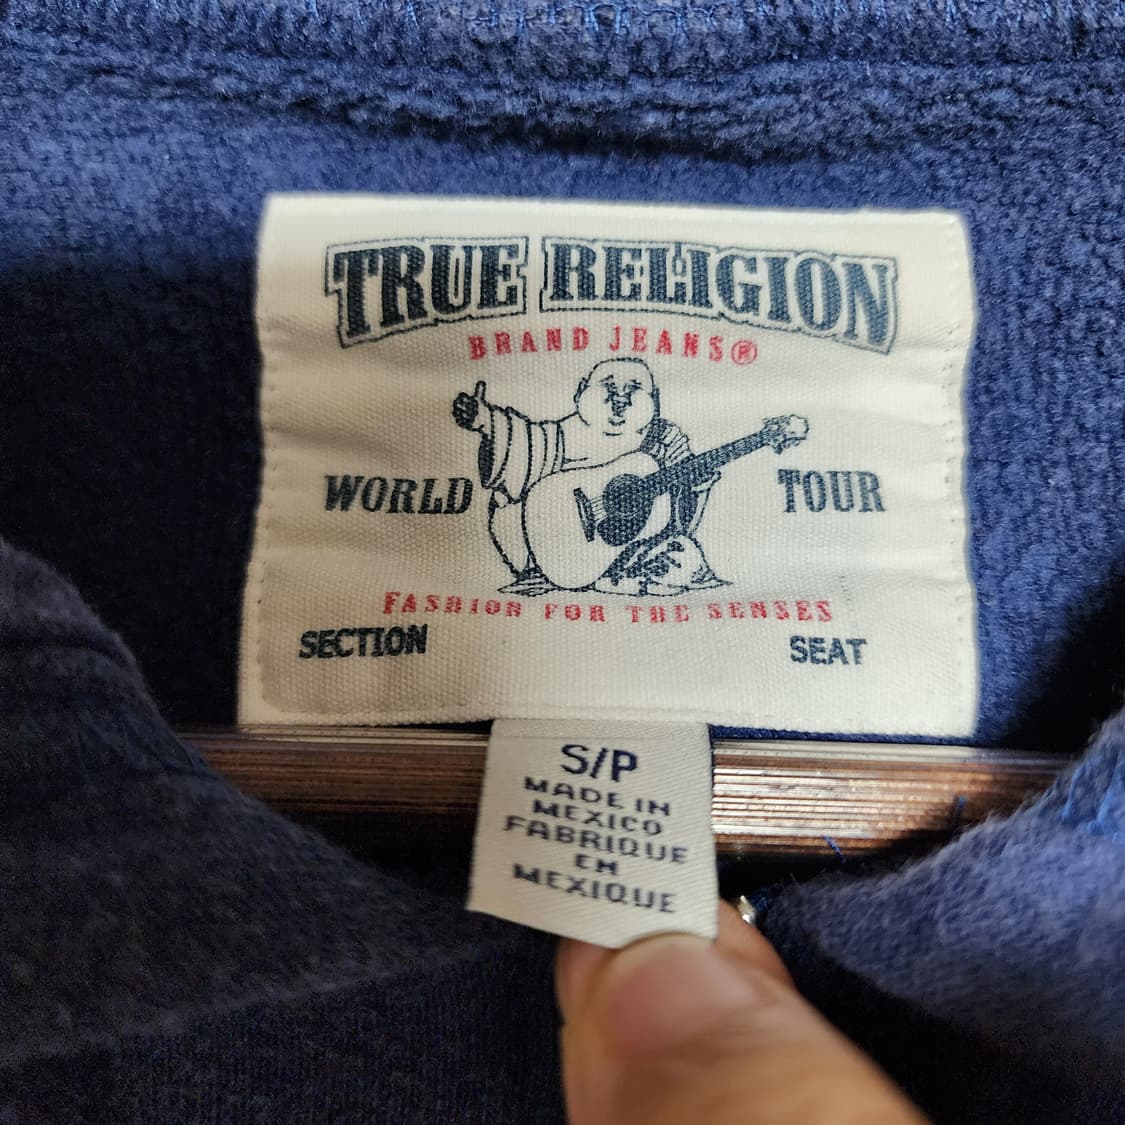 TRUE RELIGION
BRAND JEANS®
WORLD TOUR
FASHION FOR THE SENSES
SECTION SEAT
S/P
MADE IN
MEXICO
FABRIQUE
EN
MEXIQUE